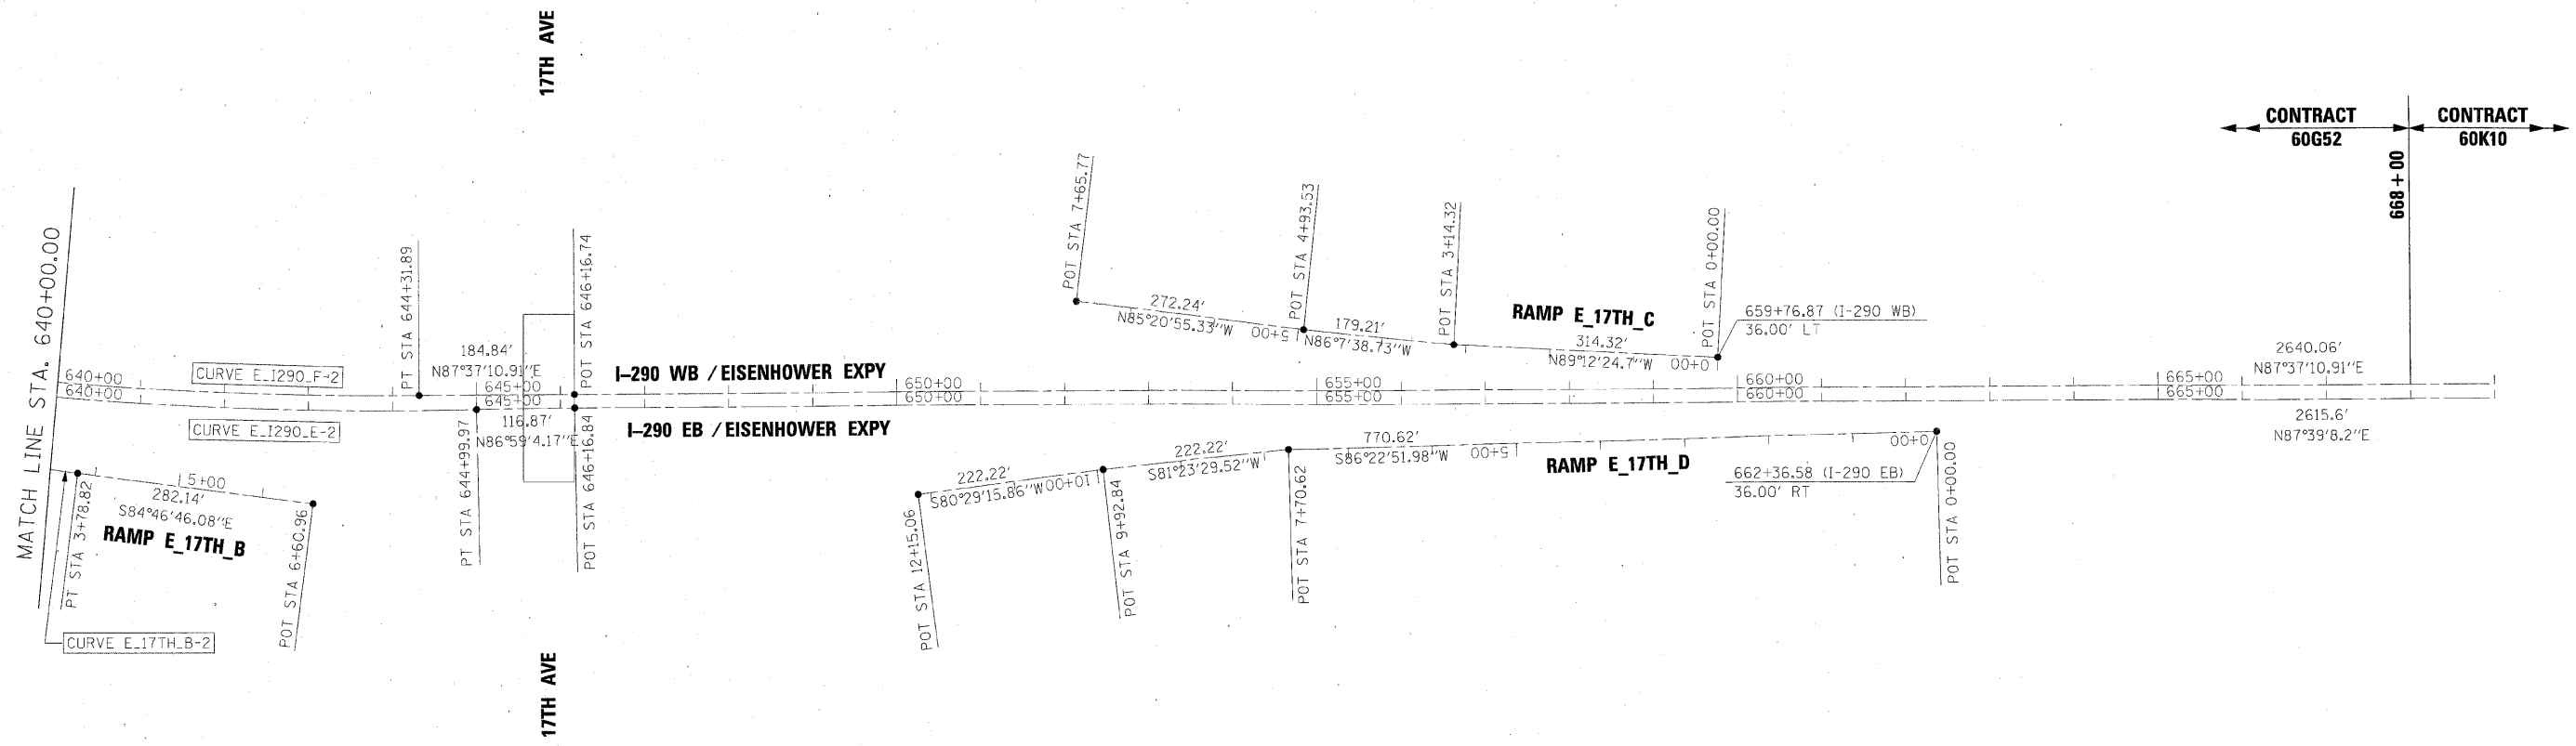 17TH AVE
CONTRACT
60G52
CONTRACT
60K10
668+00
MATCH LINE STA. 640+00.00
640+00
640+00
CURVE E_I290_F-2
CURVE E_I290_E-2
PT STA 644+31.89
184.84'
N87°37'10.91"E
645+00
645+00
116.87'
N86°59'4.17"E
PT STA 644+99.97
POT STA 646+16.74
POT STA 646+16.84
I-290 WB / EISENHOWER EXPY
I-290 EB / EISENHOWER EXPY
650+00
650+00
POT STA 7+65.77
272.24'
N85°20'55.33"W
5+00
POT STA 4+93.53
179.21'
N86°7'38.73"W
POT STA 3+14.32
RAMP E_17TH_C
314.32'
N89°12'24.7"W
0+00
POT STA 0+00.00
659+76.87 (I-290 WB)
36.00' LT
655+00
655+00
660+00
660+00
665+00
665+00
2640.06'
N87°37'10.91"E
2615.6'
N87°39'8.2"E
5+00
282.14'
S84°46'46.08"E
RAMP E_17TH_B
PT STA 3+78.82
POT STA 6+60.96
CURVE E_17TH_B-2
222.22'
S80°29'15.86"W
10+00
POT STA 12+15.06
222.22'
S81°23'29.52"W
POT STA 9+92.84
770.62'
S86°22'51.98"W
5+00
POT STA 7+70.62
RAMP E_17TH_D
0+00
662+36.58 (I-290 EB)
36.00' RT
POT STA 0+00.00
17TH AVE